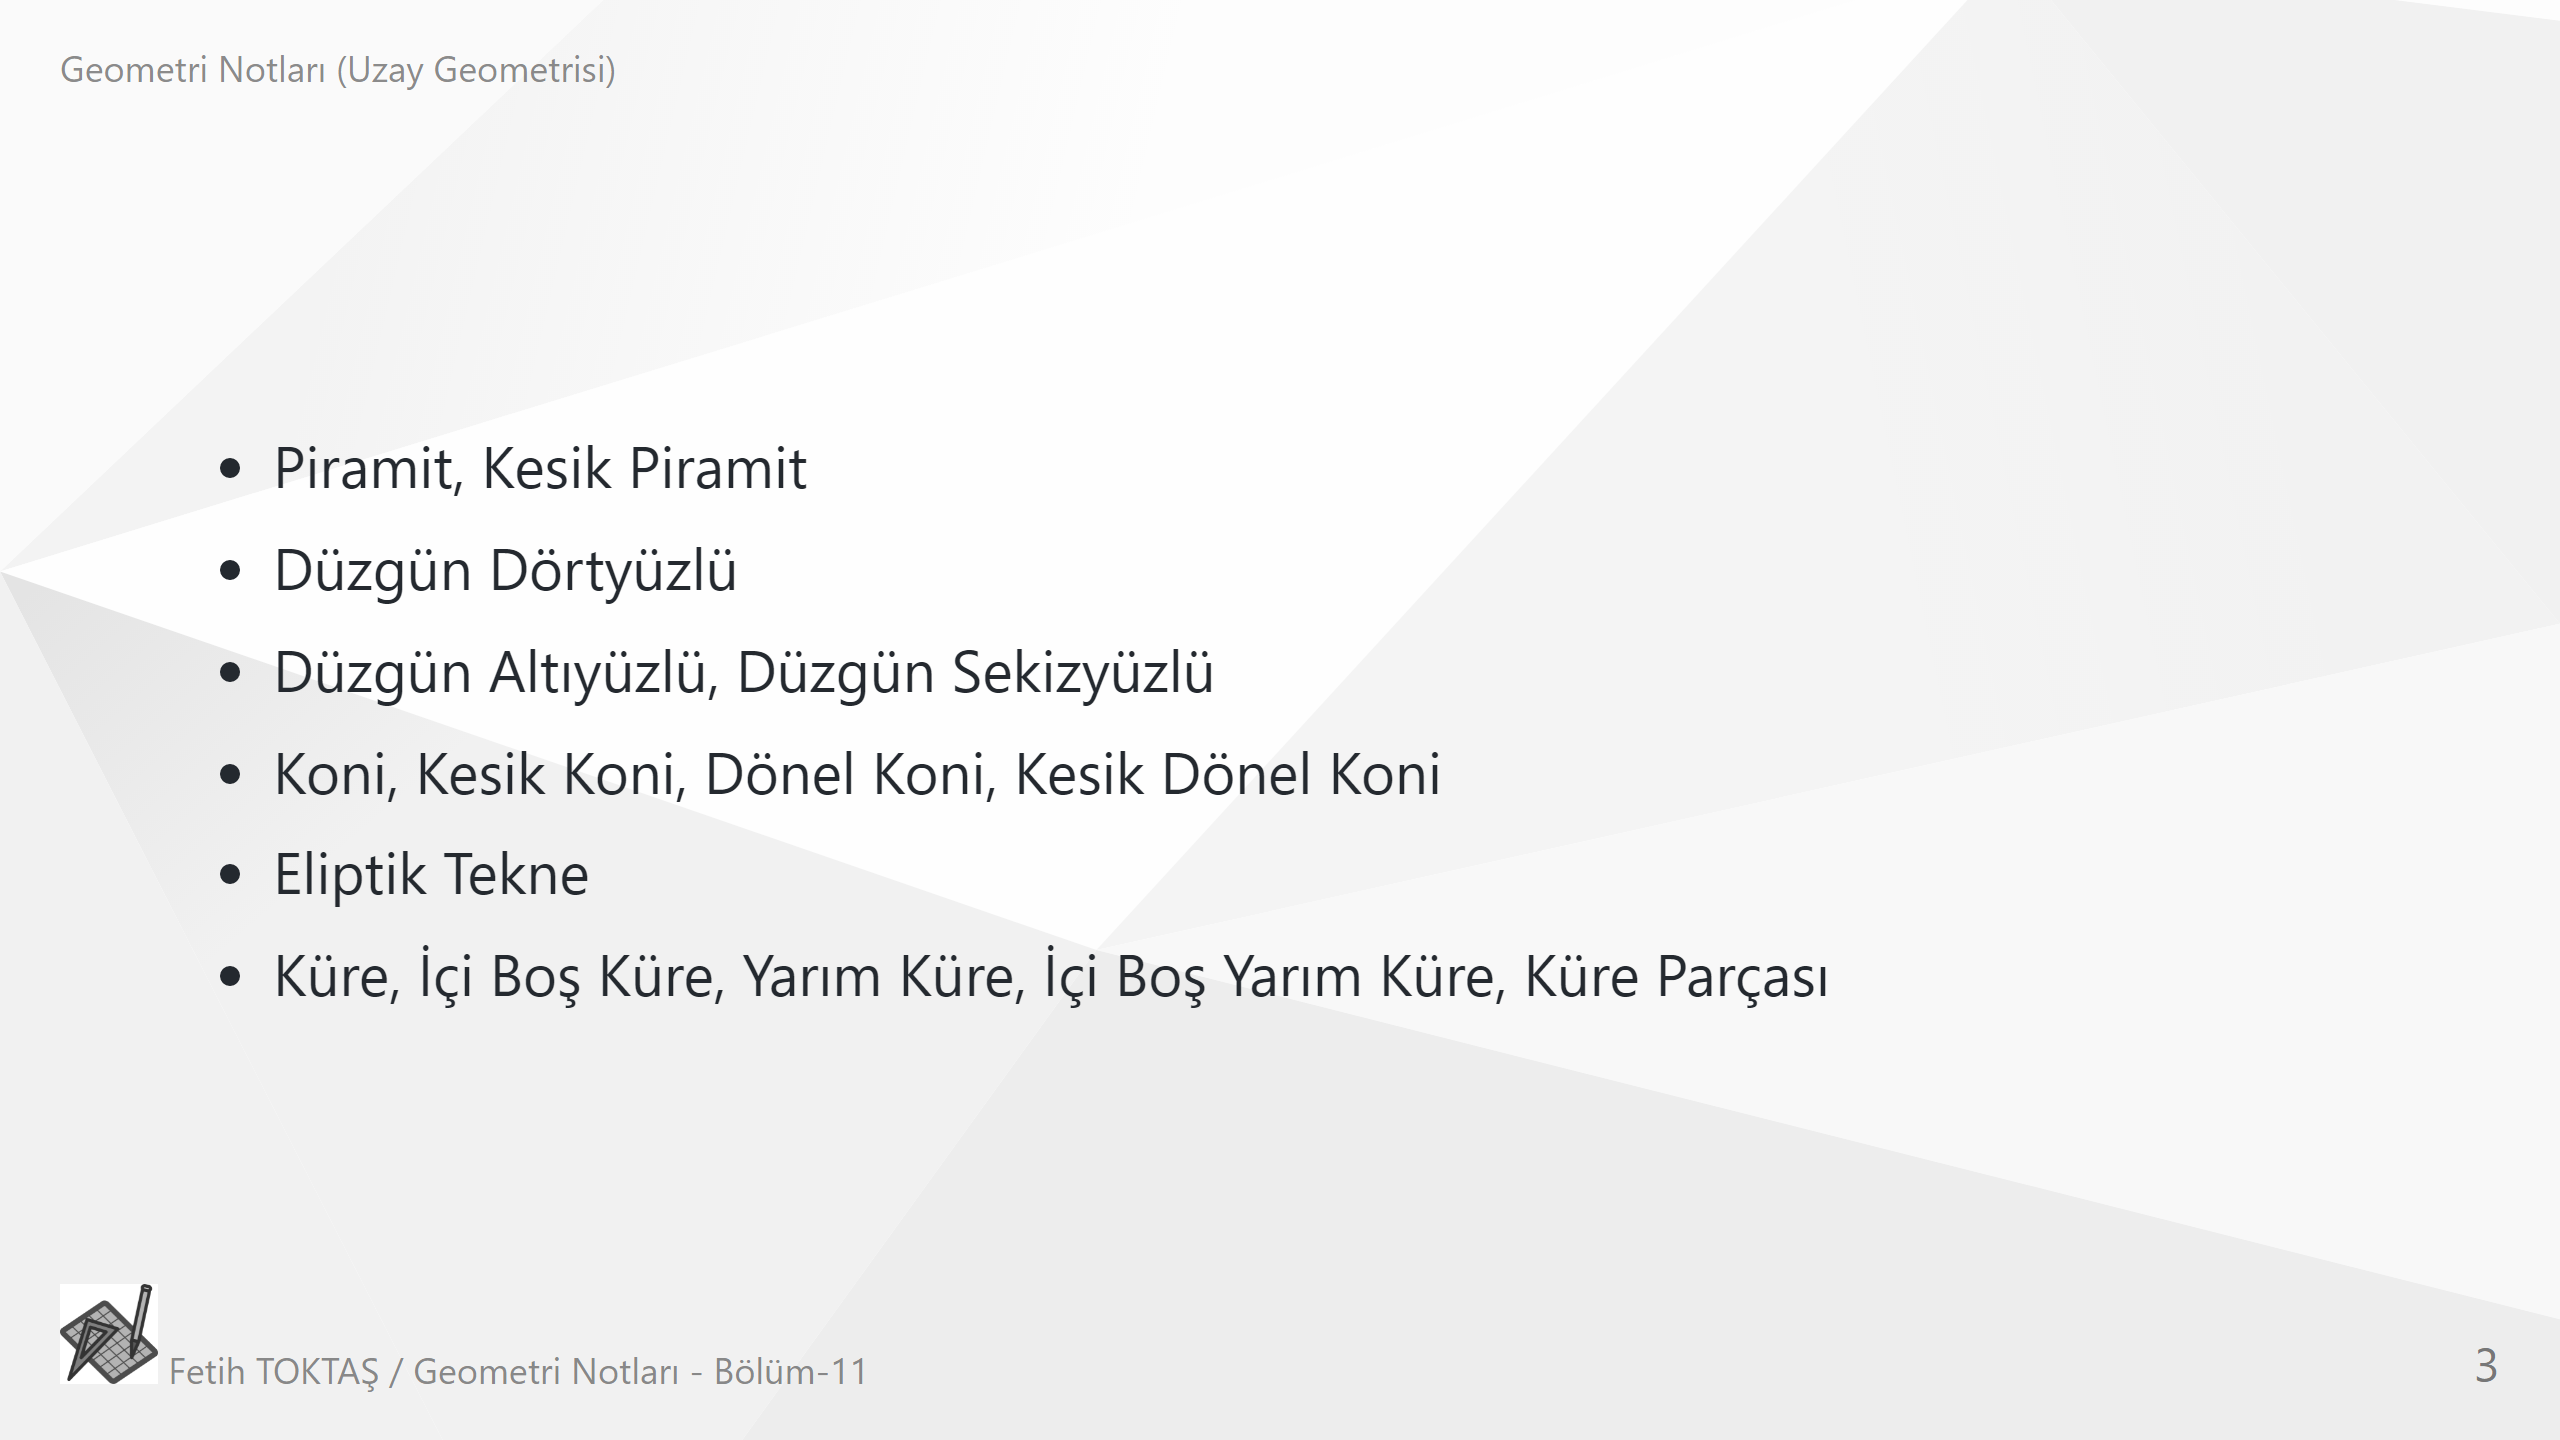 Geometri Notları (Uzay Geometrisi)
Piramit, Kesik Piramit
Düzgün Dörtyüzlü
Düzgün Altıyüzlü, Düzgün Sekizyüzlü
Koni, Kesik Koni, Dönel Koni, Kesik Dönel Koni
Eliptik Tekne
Küre, İçi Boş Küre, Yarım Küre, İçi Boş Yarım Küre, Küre Parçası
Fetih TOKTAŞ / Geometri Notları - Bölüm-11
3